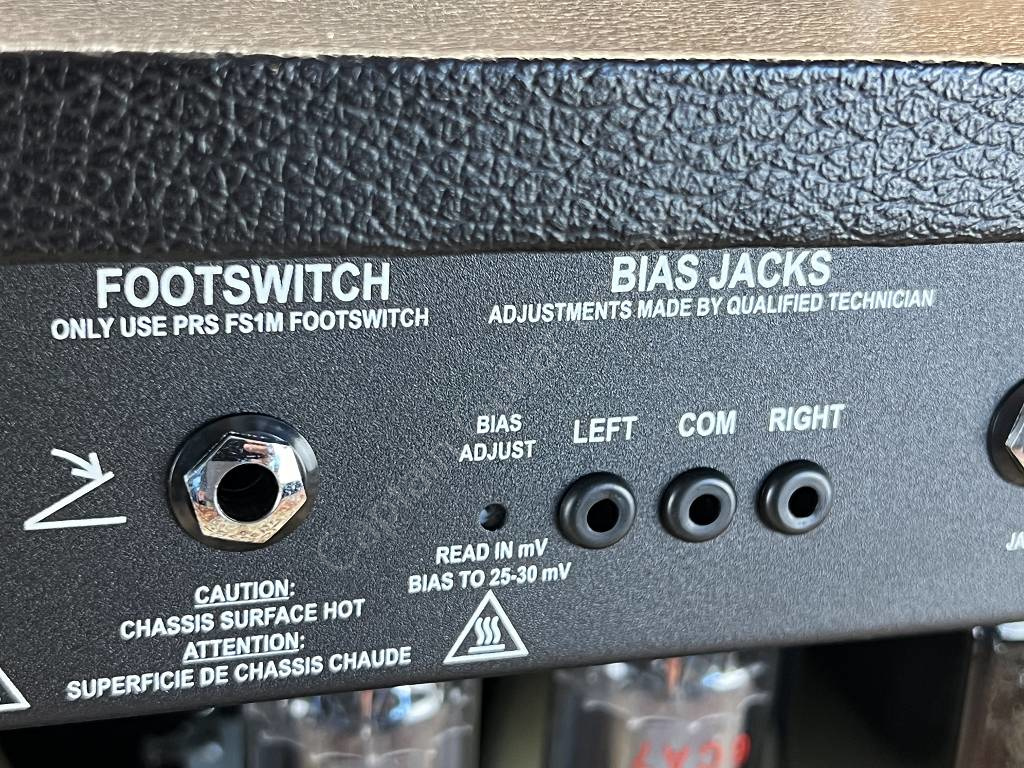 FOOTSWITCH
ONLY USE PRS FS1M FOOTSWITCH
BIAS JACKS
ADJUSTMENTS MADE BY QUALIFIED TECHNICIAN
BIAS
ADJUST
LEFT
COM
RIGHT
READ IN mV
BIAS TO 25-30 mV
CAUTION:
CHASSIS SURFACE HOT
ATTENTION:
SUPERFICIE DE CHASSIS CHAUDE
JA